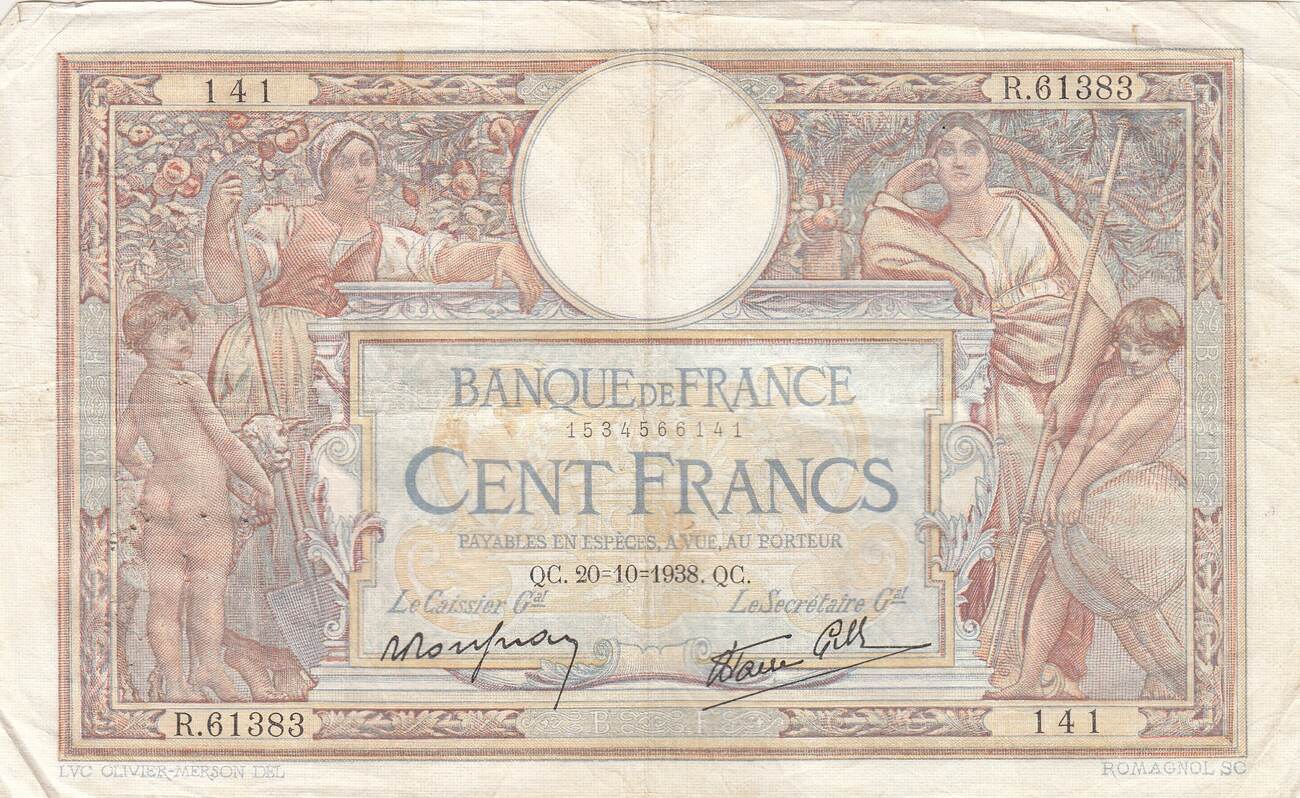 141 R.61383
BANQUE DE FRANCE
1534566141
CENT FRANCS
PAYABLES EN ESPÈCES, A VUE, AU PORTEUR
QC. 20=10=1938. QC.
Le Caissier Gal Le Secrétaire Gal
R.61383 B F 141
LVC OLIVIER-MERSON DEL ROMAGNOL SC